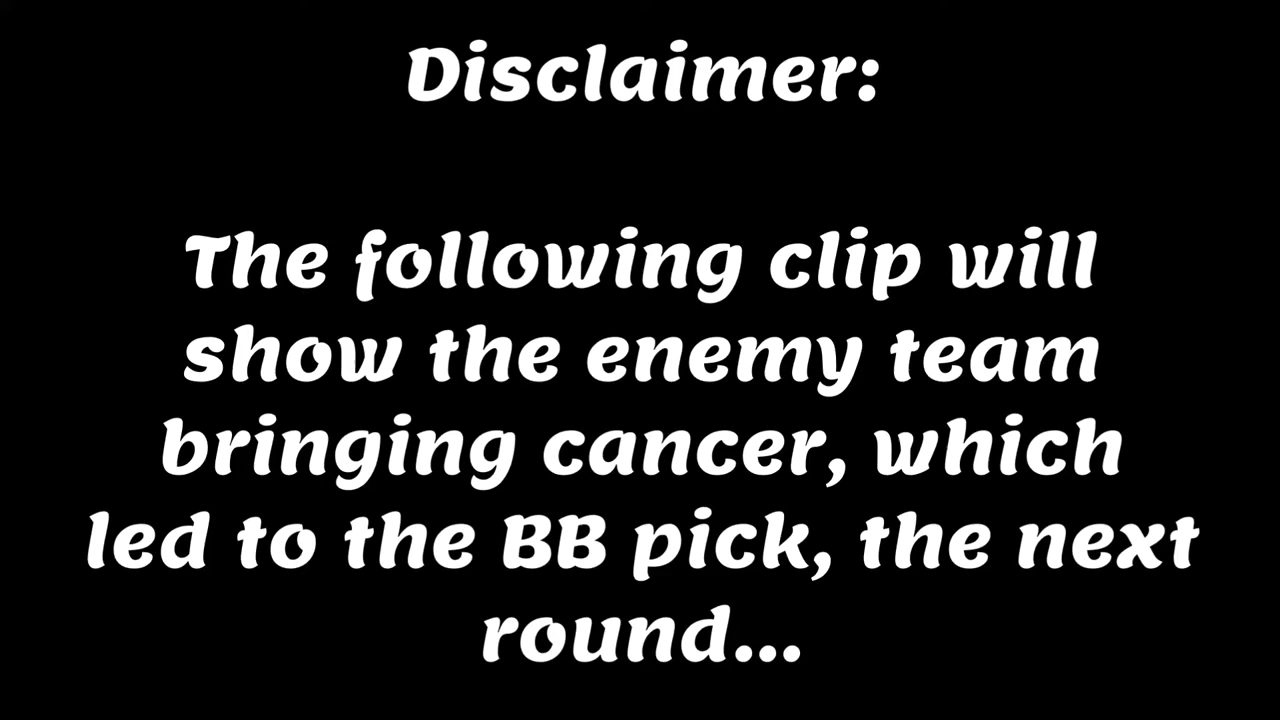 Disclaimer:
The following clip will
show the enemy team
bringing cancer, which
led to the BB pick, the next
round...